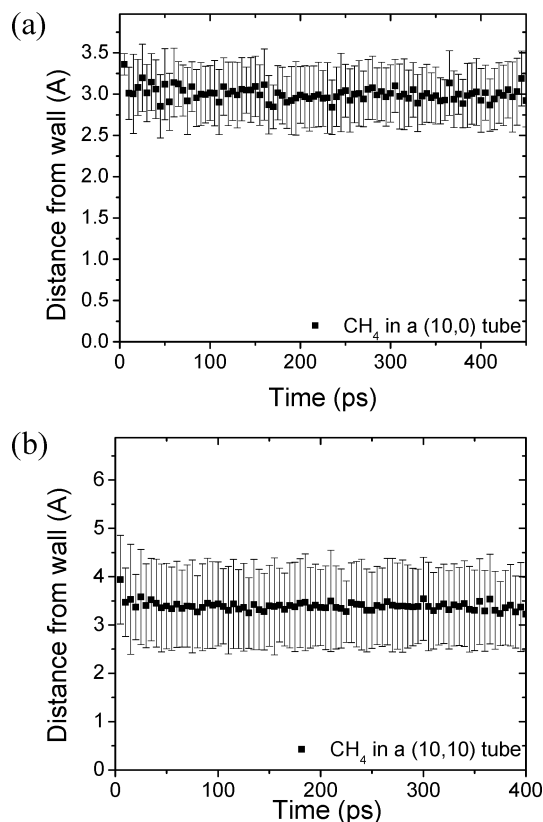 (a)
Distance from wall (A)
3.5
3.0
2.5
2.0
1.5
1.0
0.5
0.0
CH4 in a (10,0) tube
0 100 200 300 400
Time (ps)
(b)
Distance from wall (A)
6
5
4
3
2
1
0
CH4 in a (10,10) tube
0 100 200 300 400
Time (ps)